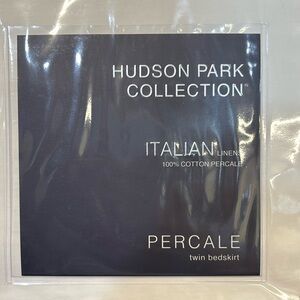 HUDSON PARK
COLLECTION
ITALIAN LINENS
100% COTTON PERCALE
PERCALE
twin bedskirt